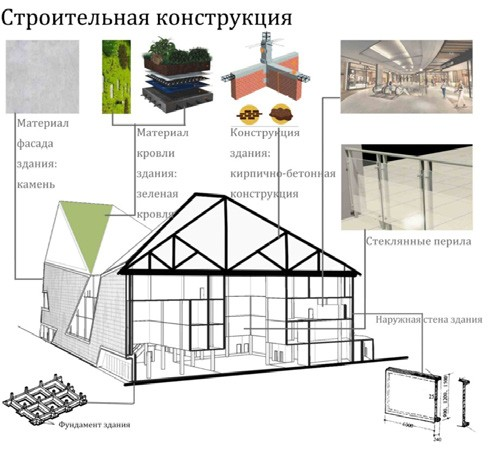 Строительная конструкция
Материал
фасада
здания:
камень
Материал
кровли
здания:
зеленая
кровля
Конструкция
здания:
кирпично-бетонная
конструкция
Стеклянные перила
Наружная стена здания
Фундамент здания
240